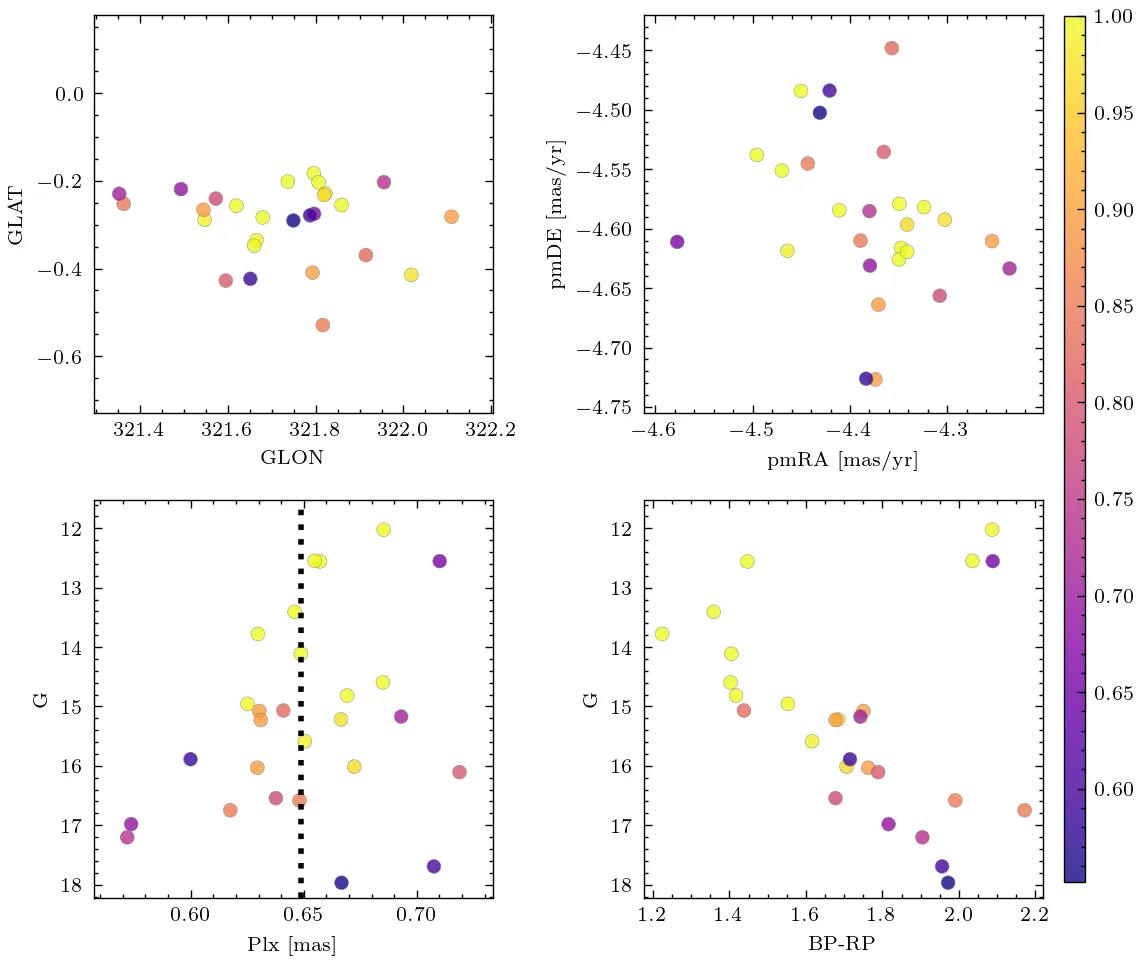 0.0
−0.2
−0.4
−0.6
GLAT
321.4 321.6 321.8 322.0 322.2
GLON
−4.45
−4.50
−4.55
−4.60
−4.65
−4.70
−4.75
pmDE [mas/yr]
−4.6 −4.5 −4.4 −4.3
pmRA [mas/yr]
1.00
0.95
0.90
0.85
0.80
0.75
0.70
0.65
0.60
12
13
14
15
16
17
18
G
0.60 0.65 0.70
Plx [mas]
12
13
14
15
16
17
18
G
1.2 1.4 1.6 1.8 2.0 2.2
BP-RP